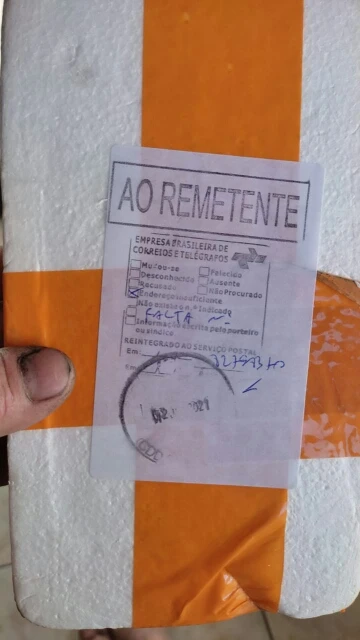 AO REMETENTE
EMPRESA BRASILEIRA DE
CORREIOS E TELÉGRAFOS
Mudou-se Falecido
Desconhecido Ausente
Recusado Não Procurado
Endereço insuficiente
Não existe o nº indicado
FALTA Nº
Informação escrita pelo porteiro
ou síndico
REINTEGRADO AO SERVIÇO POSTAL
Em: